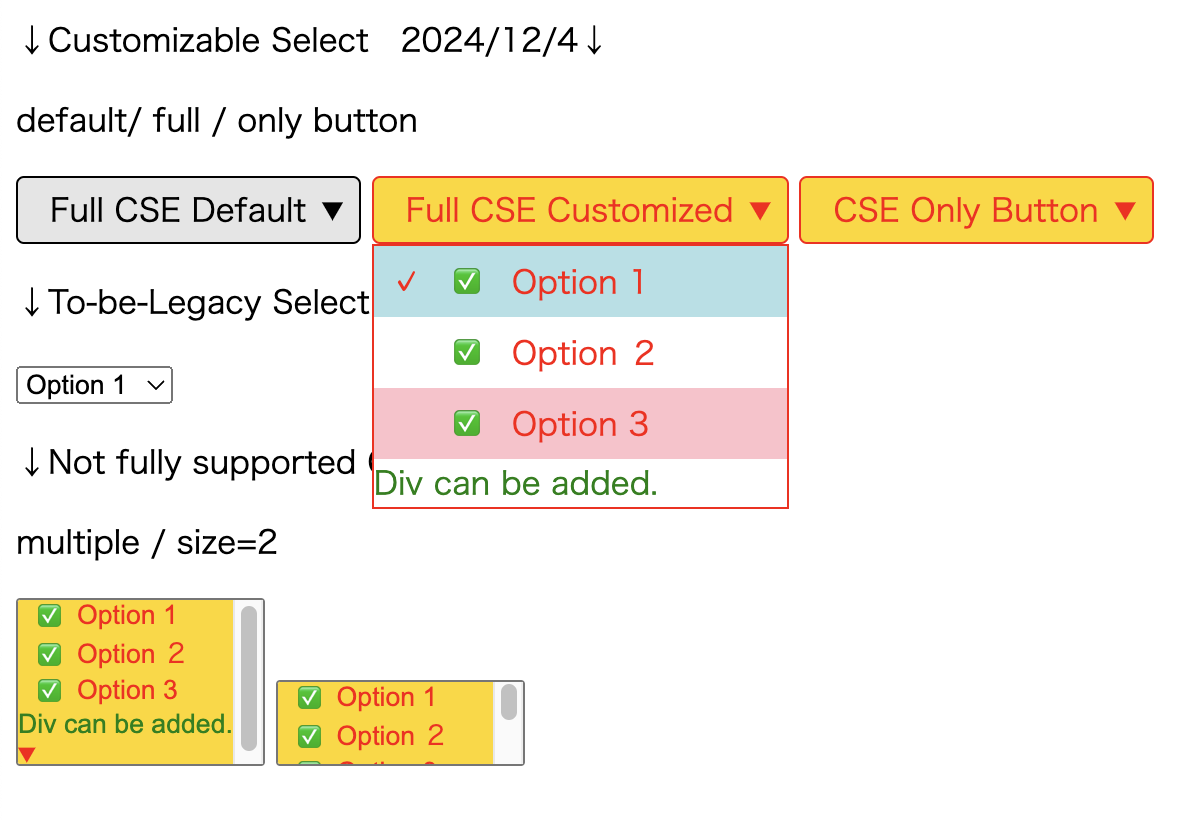 ↓Customizable Select 2024/12/4↓
default/ full / only button
Full CSE Default ▼
Full CSE Customized ▼
CSE Only Button ▼
✓ ✅ Option 1
✅ Option 2
✅ Option 3
Div can be added.
↓To-be-Legacy Select
Option 1
↓Not fully supported
multiple / size=2
✅ Option 1
✅ Option 2
✅ Option 3
Div can be added.
▼
✅ Option 1
✅ Option 2